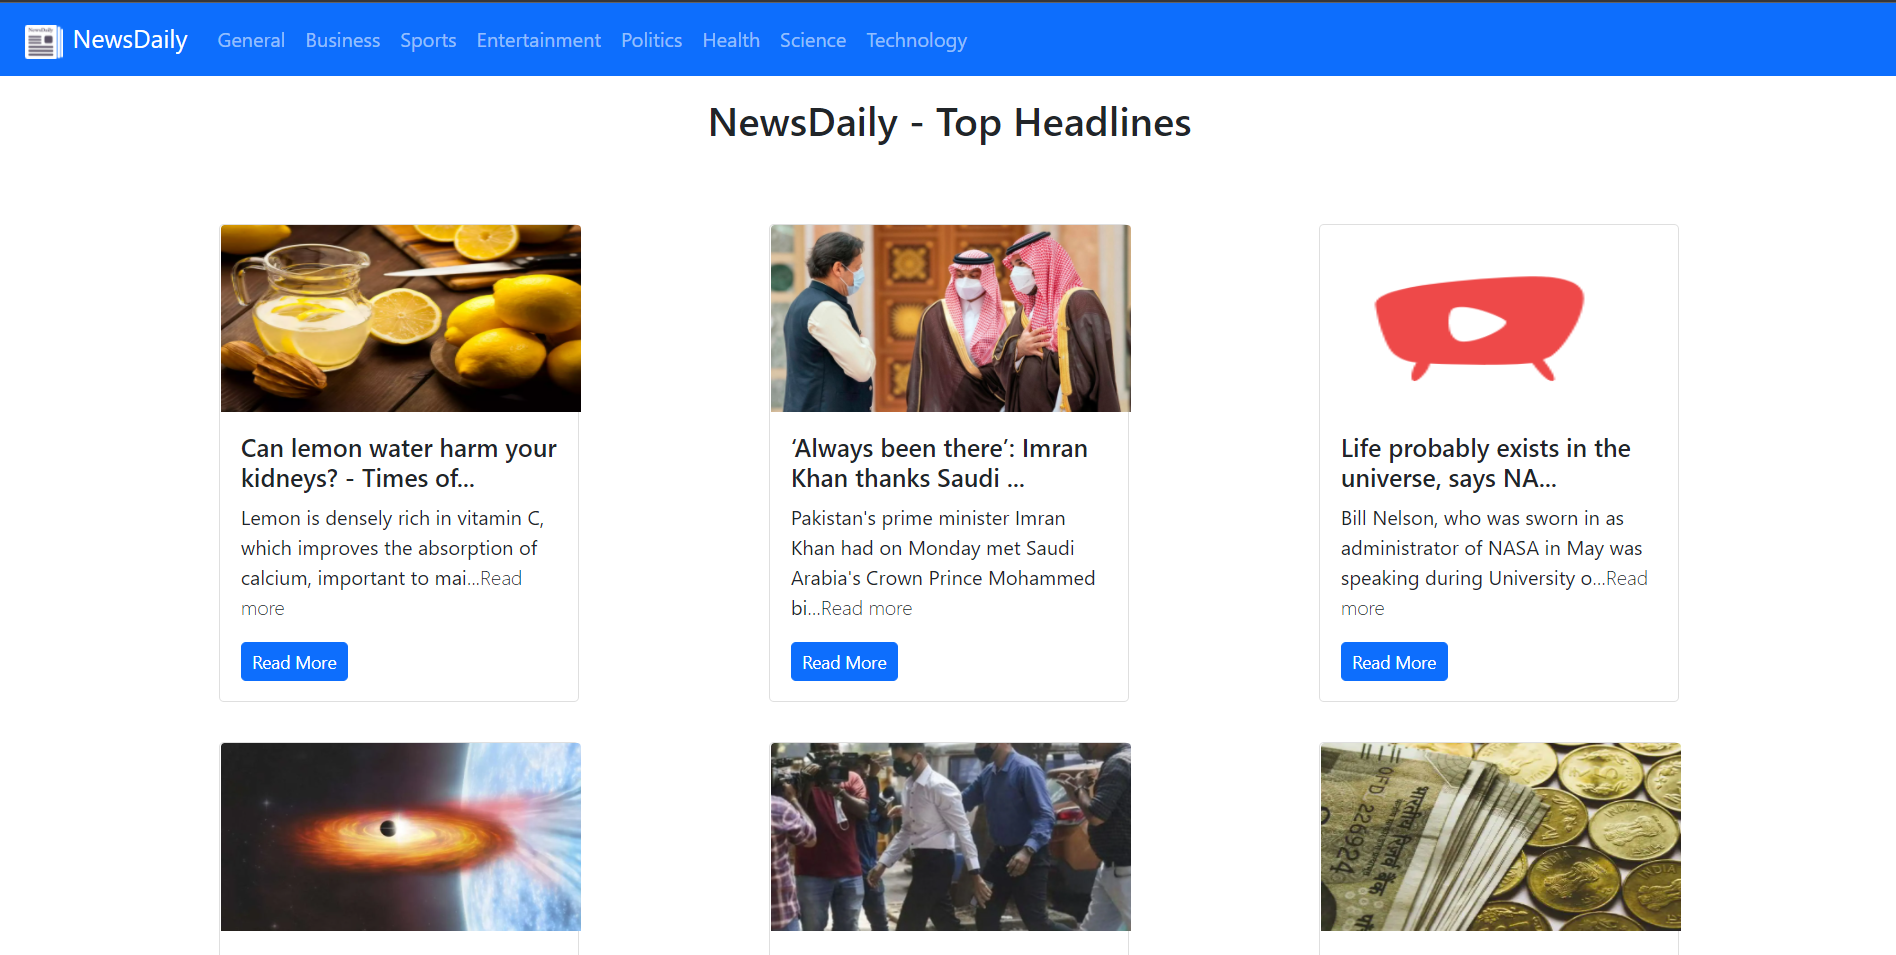 NewsDaily
General Business Sports Entertainment Politics Health Science Technology
NewsDaily - Top Headlines
Can lemon water harm your
kidneys? - Times of...
Lemon is densely rich in vitamin C,
which improves the absorption of
calcium, important to mai...Read
more
Read More
‘Always been there’: Imran
Khan thanks Saudi ...
Pakistan's prime minister Imran
Khan had on Monday met Saudi
Arabia's Crown Prince Mohammed
bi...Read more
Read More
Life probably exists in the
universe, says NA...
Bill Nelson, who was sworn in as
administrator of NASA in May was
speaking during University o...Read
more
Read More
0FD 226924
भारतीय रिज़र्व बैंक
INDIA